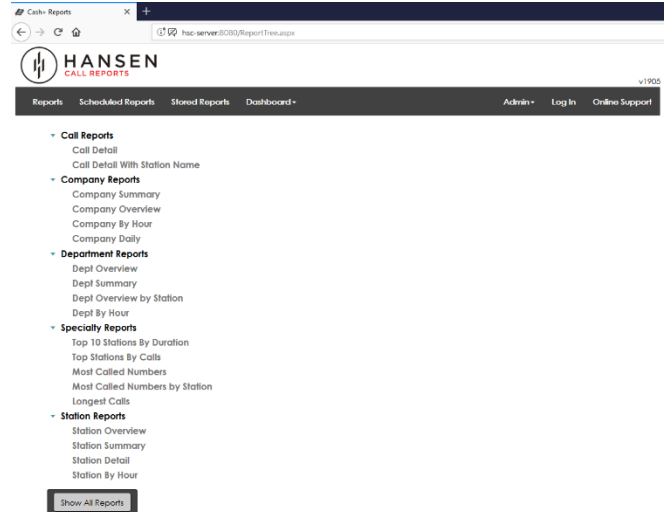 Cash+ Reports
hsc-server:8080/ReportTree.aspx
HANSEN
CALL REPORTS
v1905
Reports Scheduled Reports Stored Reports Dashboard Admin Log In Online Support
Call Reports
Call Detail
Call Detail With Station Name
Company Reports
Company Summary
Company Overview
Company By Hour
Company Daily
Department Reports
Dept Overview
Dept Summary
Dept Overview by Station
Dept By Hour
Specialty Reports
Top 10 Stations By Duration
Top Stations By Calls
Most Called Numbers
Most Called Numbers by Station
Longest Calls
Station Reports
Station Overview
Station Summary
Station Detail
Station By Hour
Show All Reports